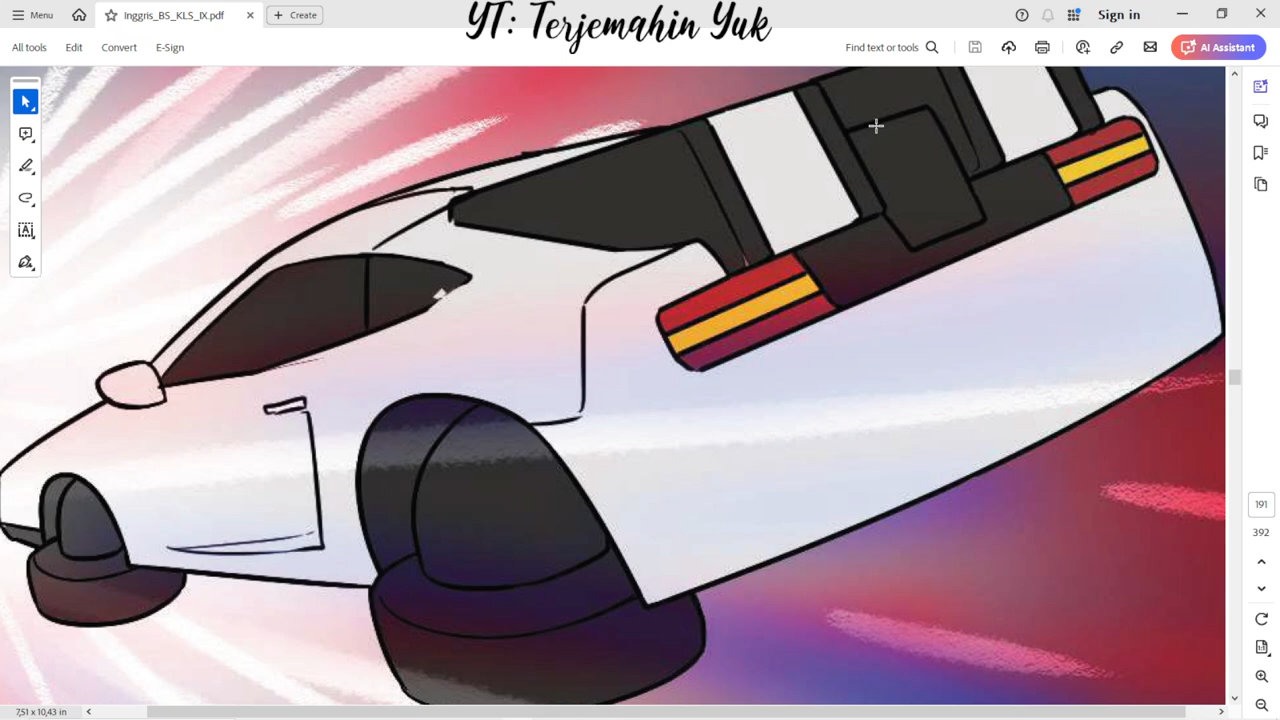 Menu
Inggris_BS_KLS_IX.pdf
Create
YT: Terjemahin Yuk
Sign in
All tools
Edit
Convert
E-Sign
Find text or tools
AI Assistant
191
392
7,51 x 10,43 in